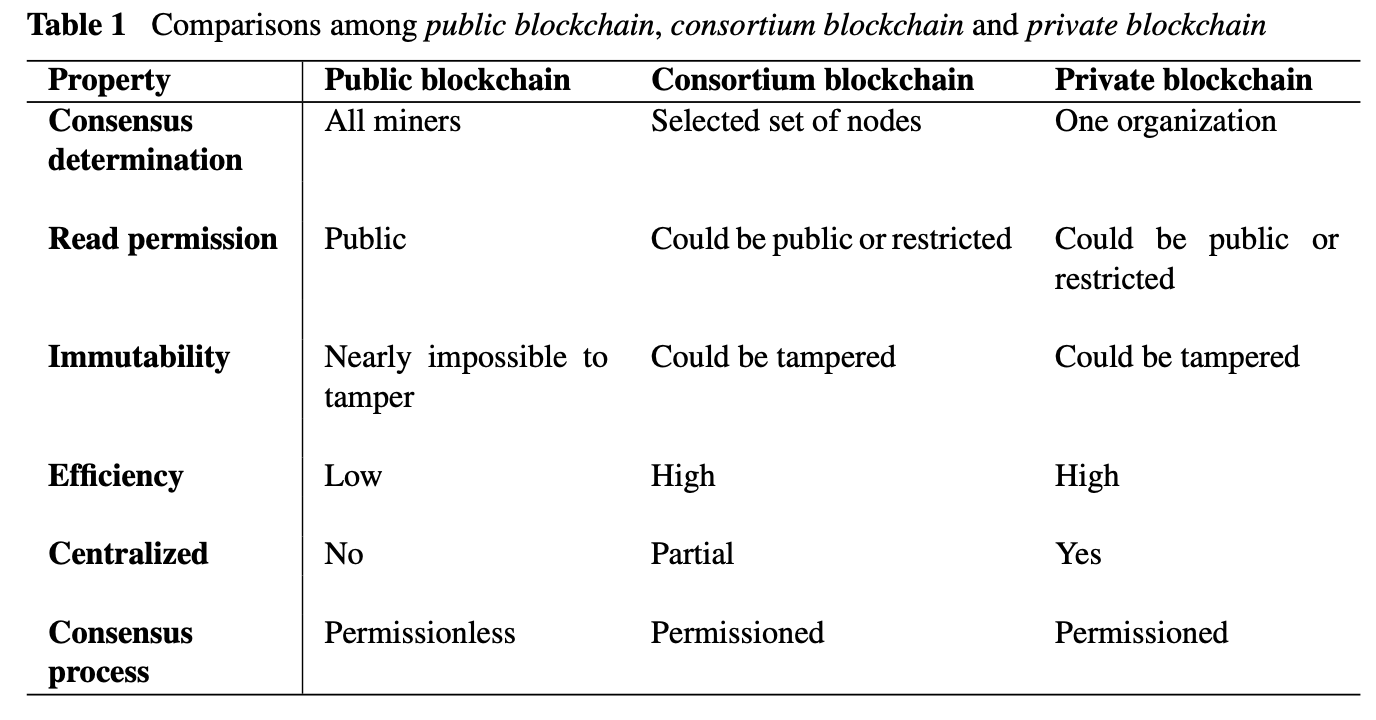 Table 1 Comparisons among public blockchain, consortium blockchain and private blockchain
Property Public blockchain Consortium blockchain Private blockchain
Consensus All miners Selected set of nodes One organization
determination
Read permission Public Could be public or restricted Could be public or
restricted
Immutability Nearly impossible to Could be tampered Could be tampered
tamper
Efficiency Low High High
Centralized No Partial Yes
Consensus Permissionless Permissioned Permissioned
process